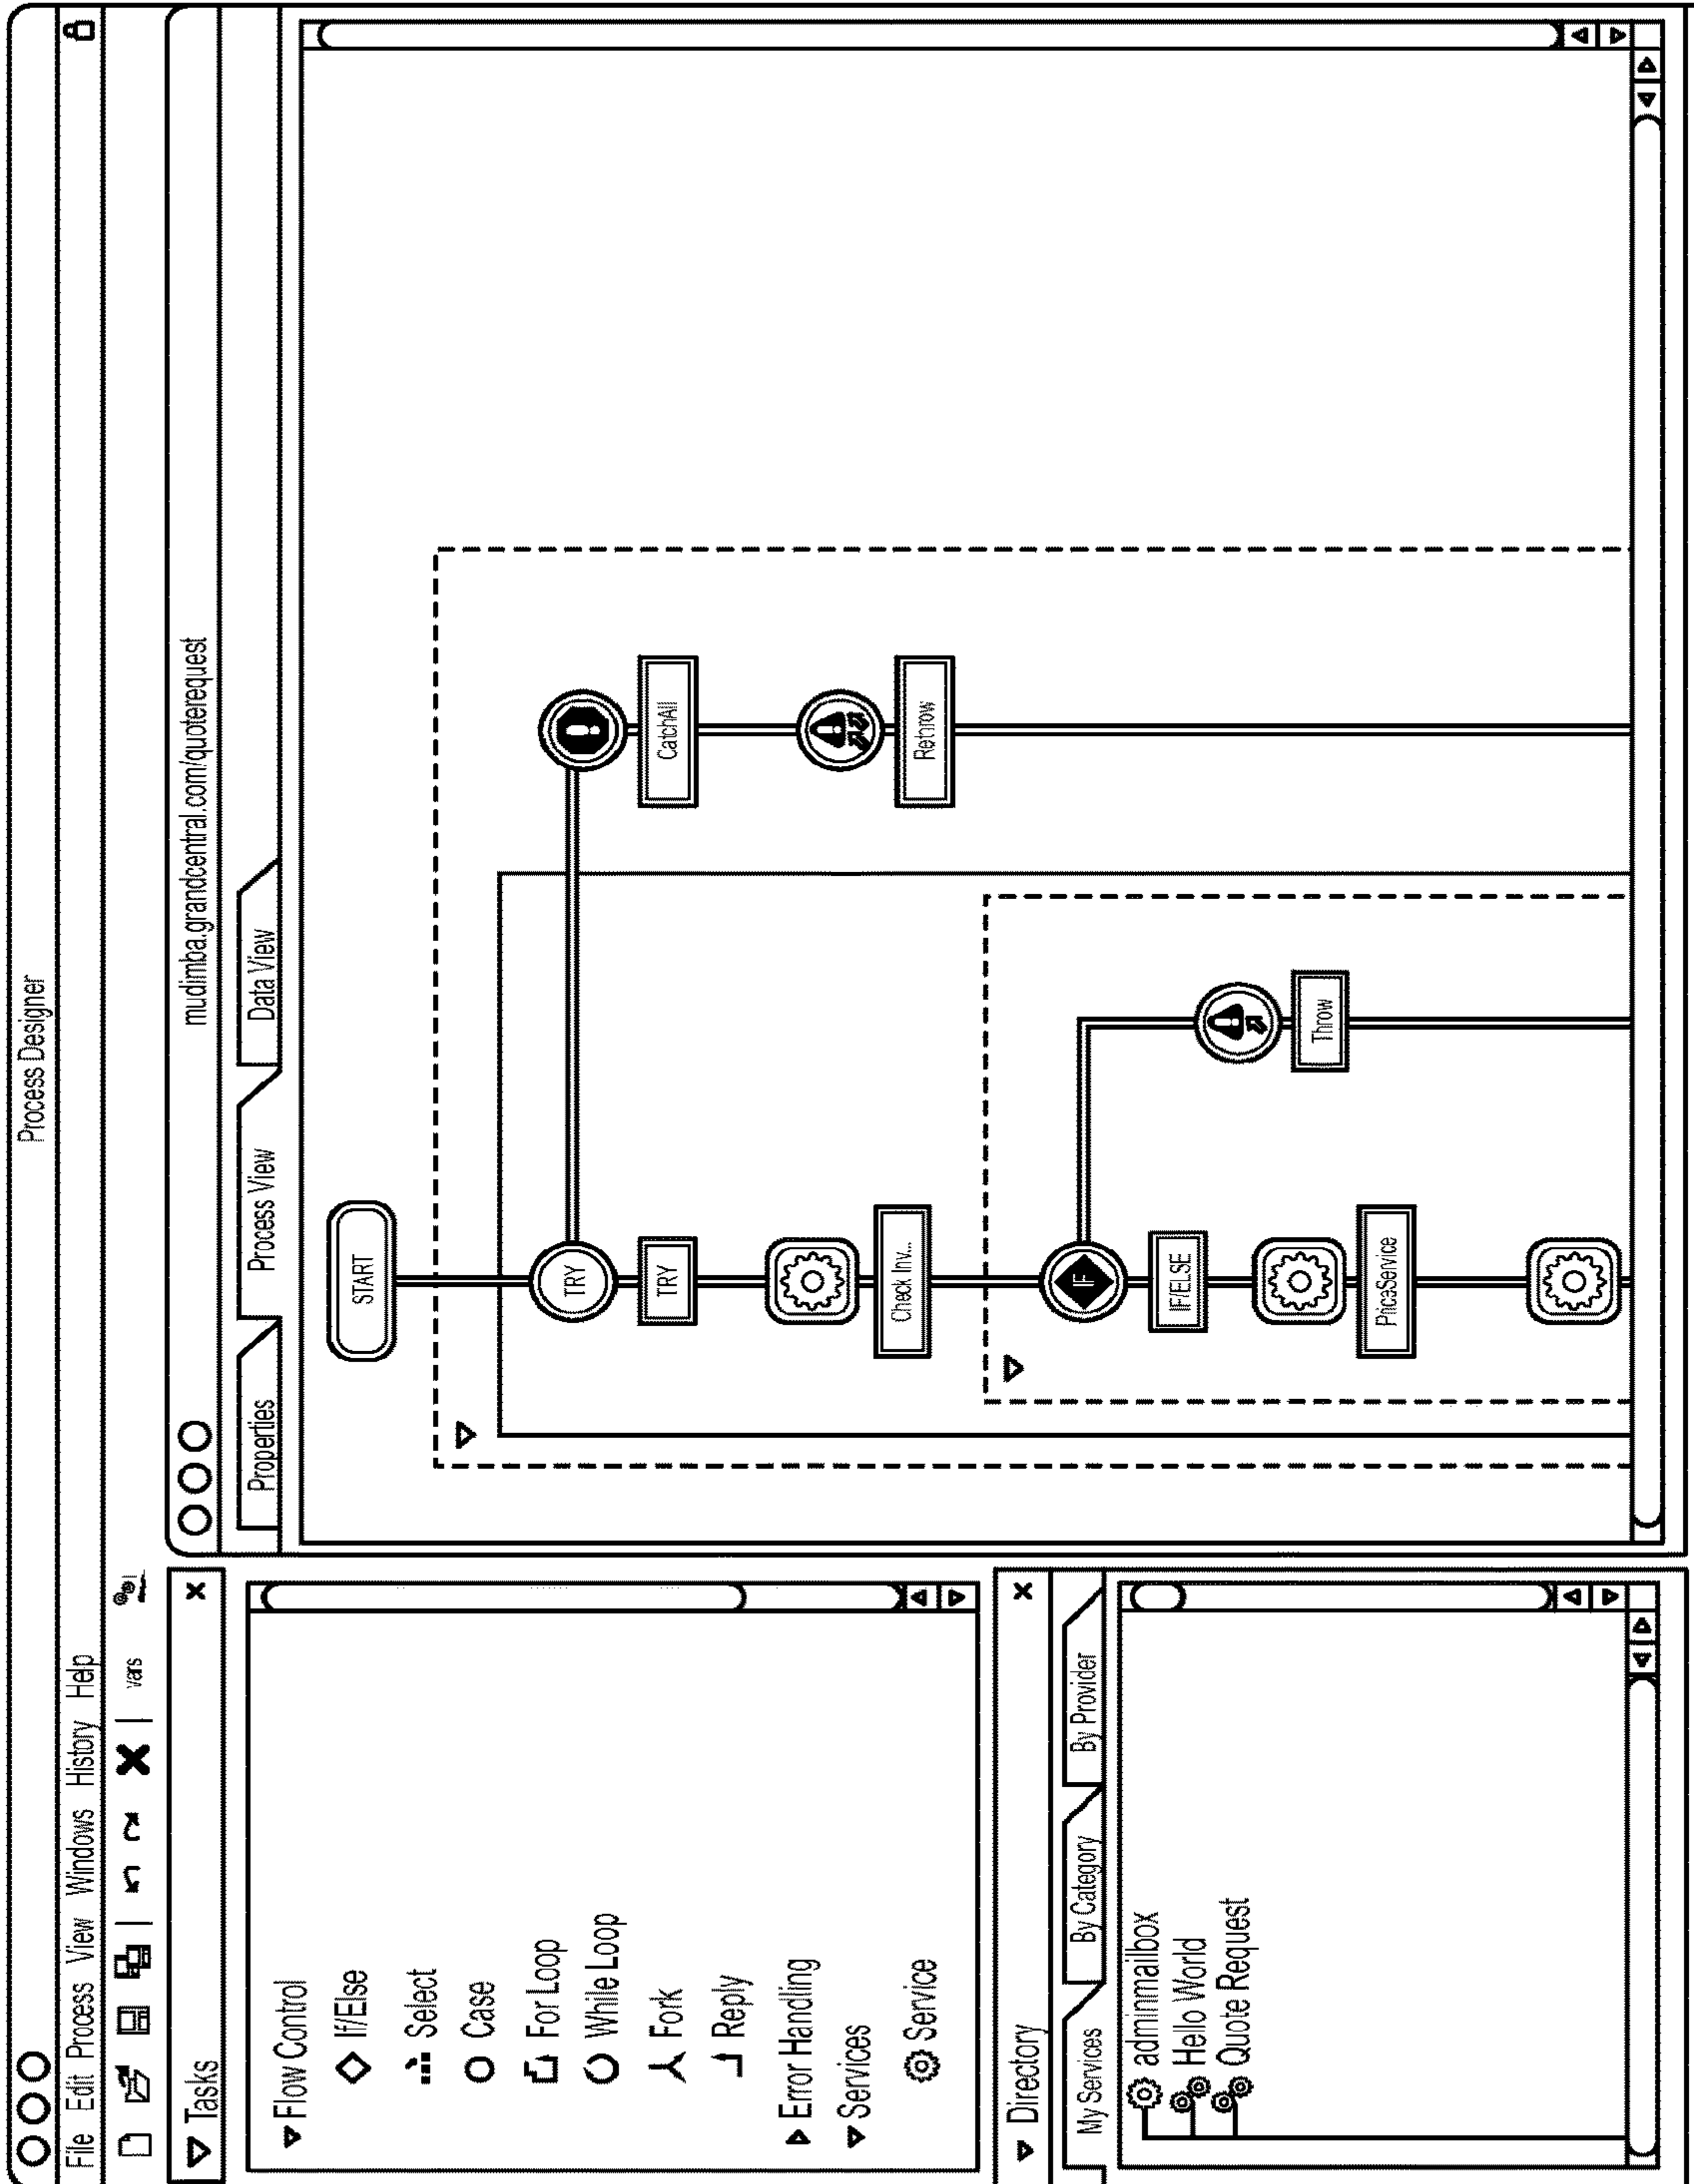 Process Designer
File Edit Process View Windows History Help
vars
Tasks
Flow Control
If/Else
Select
Case
For Loop
While Loop
Fork
Reply
Error Handling
Services
Service
Directory
My Services By Category By Provider
adminmailbox
Hello World
Quote Request
mudimba.grandcentral.com/quoterequest
Properties Process View Data View
START
TRY
TRY
CatchAll
Check Inv...
Rethrow
IF
IF/ELSE
Throw
PriceService